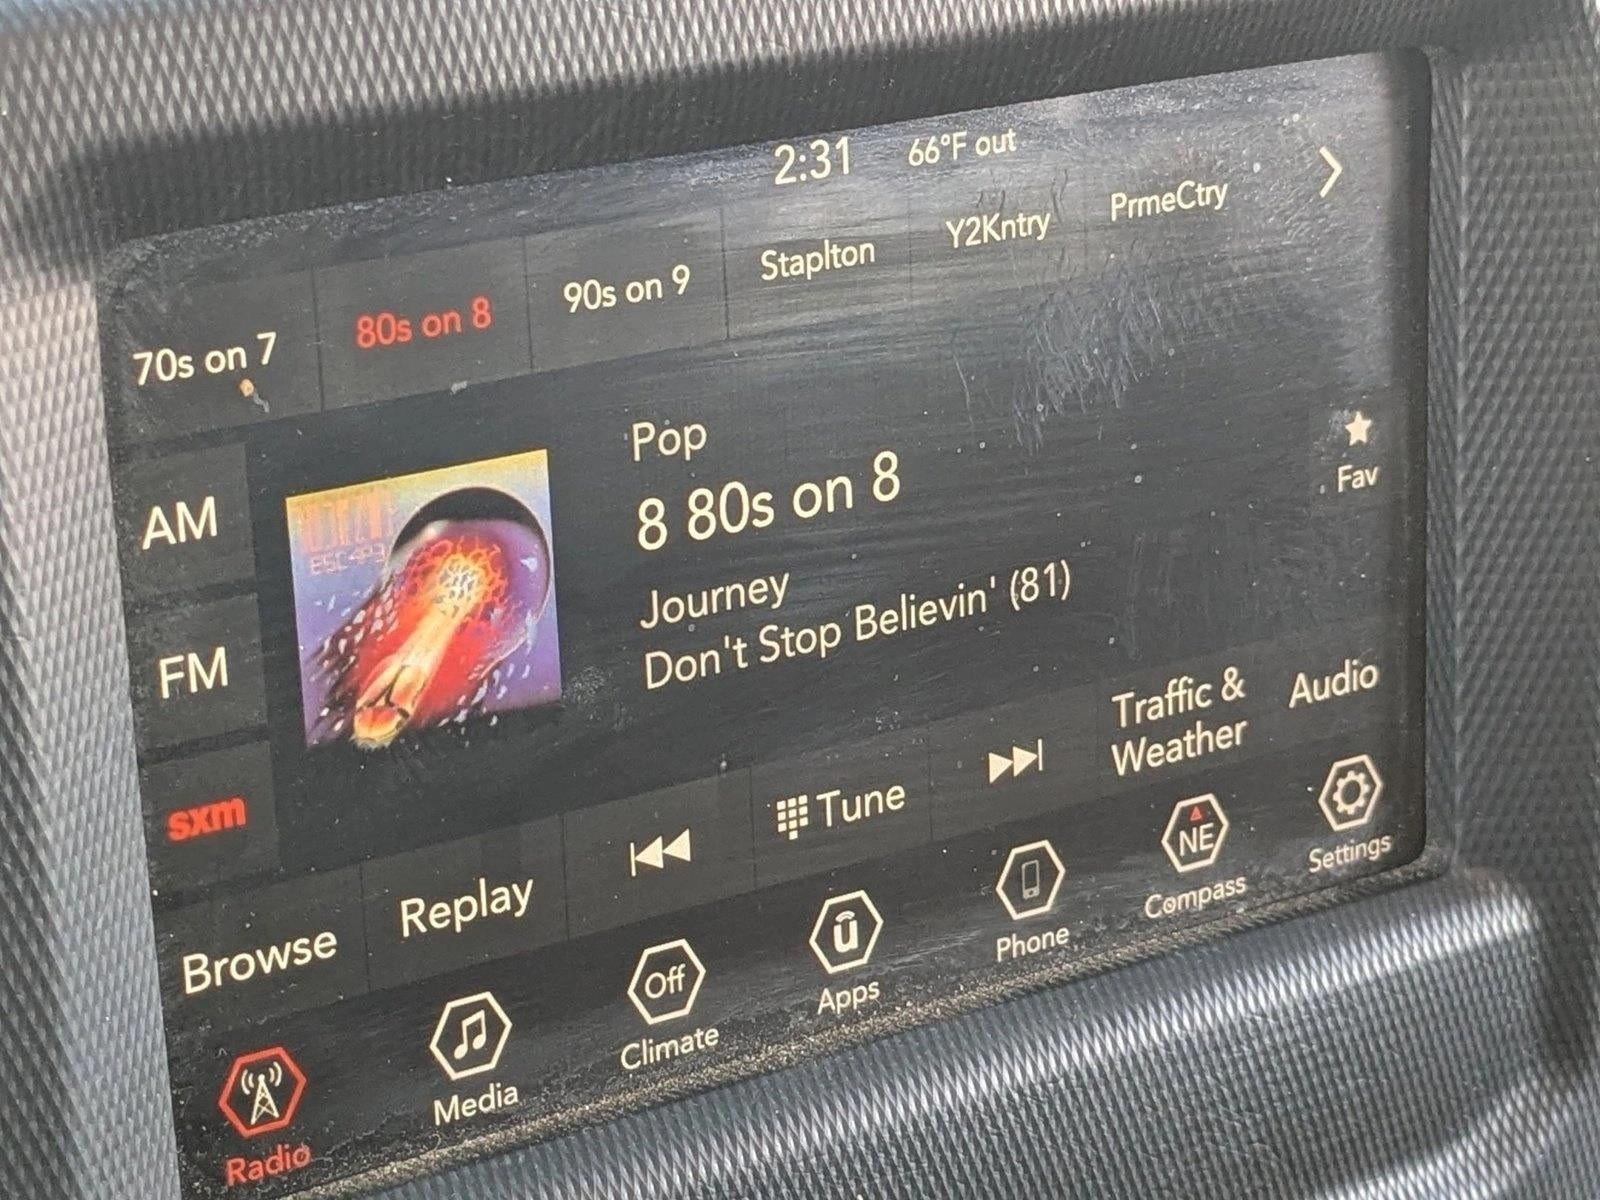 2:31 66°F out
70s on 7 80s on 8 90s on 9 Staplton Y2Kntry PrmeCtry
Pop
8 80s on 8
Journey
Don't Stop Believin' (81)
Fav
AM
FM
sxm
E5C4P3
Browse Replay Tune Traffic & Weather Audio
Radio Media Off Climate Apps Phone NE Compass Settings